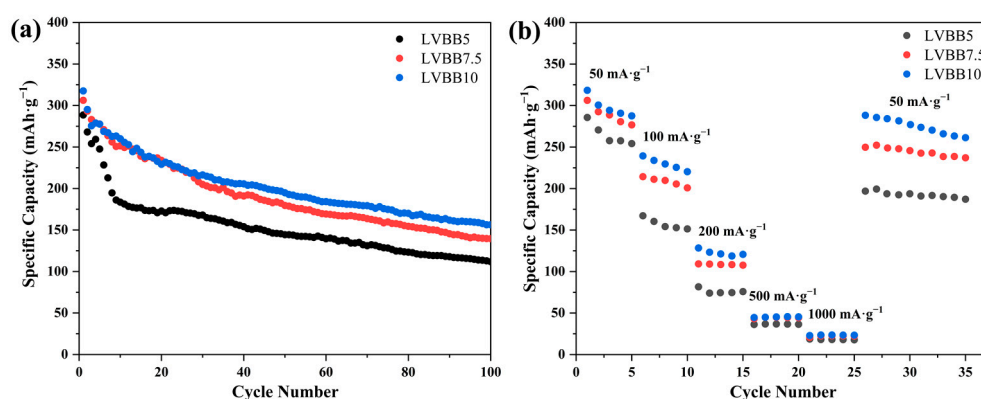 (a)
LVBB5
LVBB7.5
LVBB10
Specific Capacity (mAh·g⁻¹)
400
350
300
250
200
150
100
50
0
0 20 40 60 80 100
Cycle Number
(b)
LVBB5
LVBB7.5
LVBB10
50 mA·g⁻¹
100 mA·g⁻¹
200 mA·g⁻¹
500 mA·g⁻¹
1000 mA·g⁻¹
50 mA·g⁻¹
Specific Capacity (mAh·g⁻¹)
400
350
300
250
200
150
100
50
0
0 5 10 15 20 25 30 35
Cycle Number